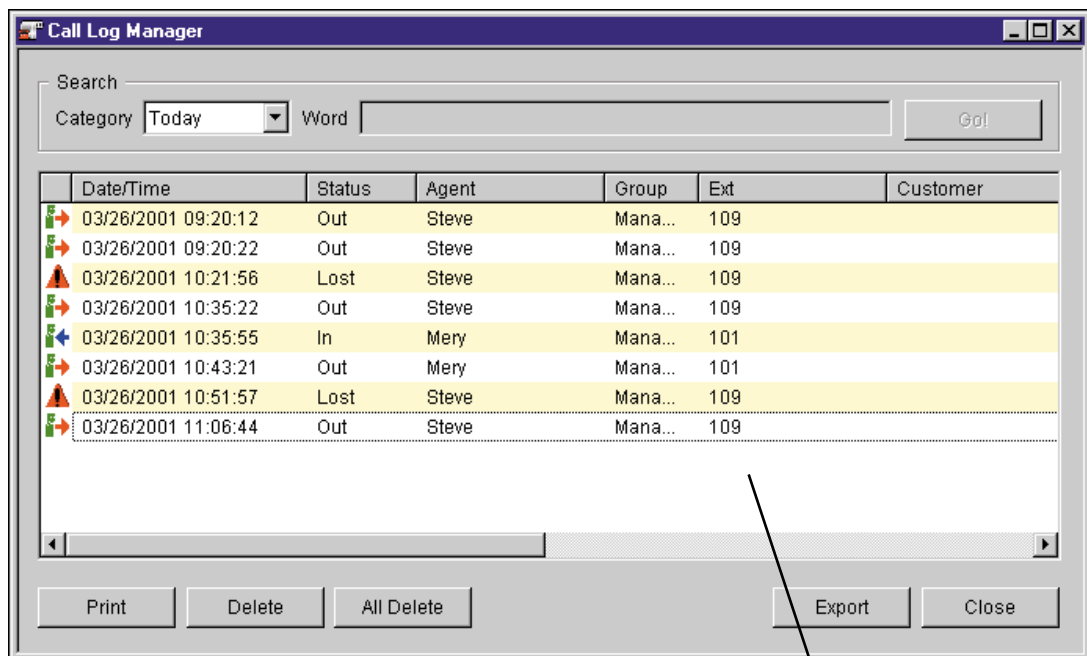 Call Log Manager
Search
Category Today Word Go!
Date/Time Status Agent Group Ext Customer
03/26/2001 09:20:12 Out Steve Mana... 109
03/26/2001 09:20:22 Out Steve Mana... 109
03/26/2001 10:21:56 Lost Steve Mana... 109
03/26/2001 10:35:22 Out Steve Mana... 109
03/26/2001 10:35:55 In Mery Mana... 101
03/26/2001 10:43:21 Out Mery Mana... 101
03/26/2001 10:51:57 Lost Steve Mana... 109
03/26/2001 11:06:44 Out Steve Mana... 109
Print Delete All Delete Export Close